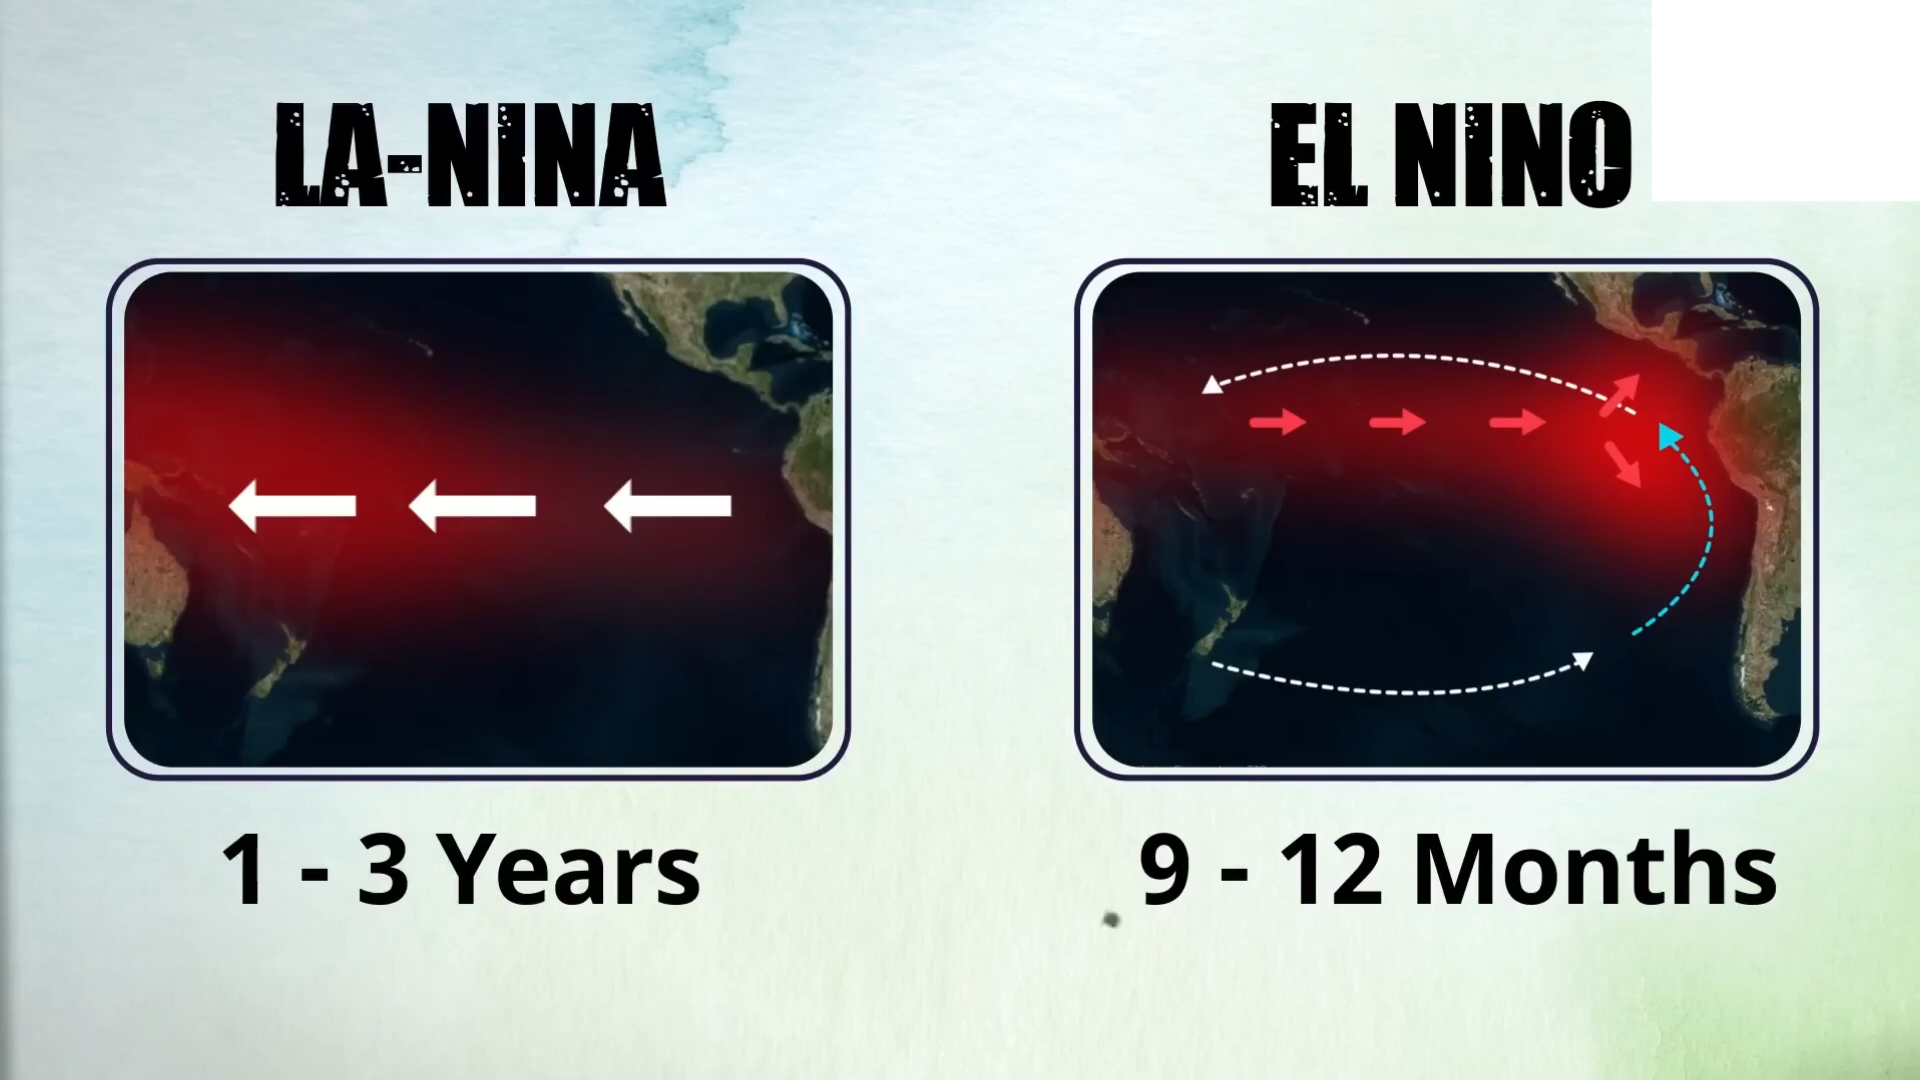 LA-NINA
EL NINO
1 - 3 Years
9 - 12 Months